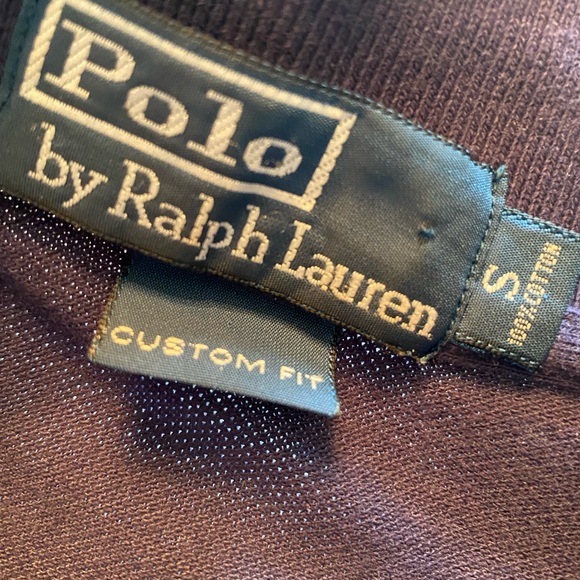 Polo
by Ralph Lauren
CUSTOM FIT
S
100% COTTON